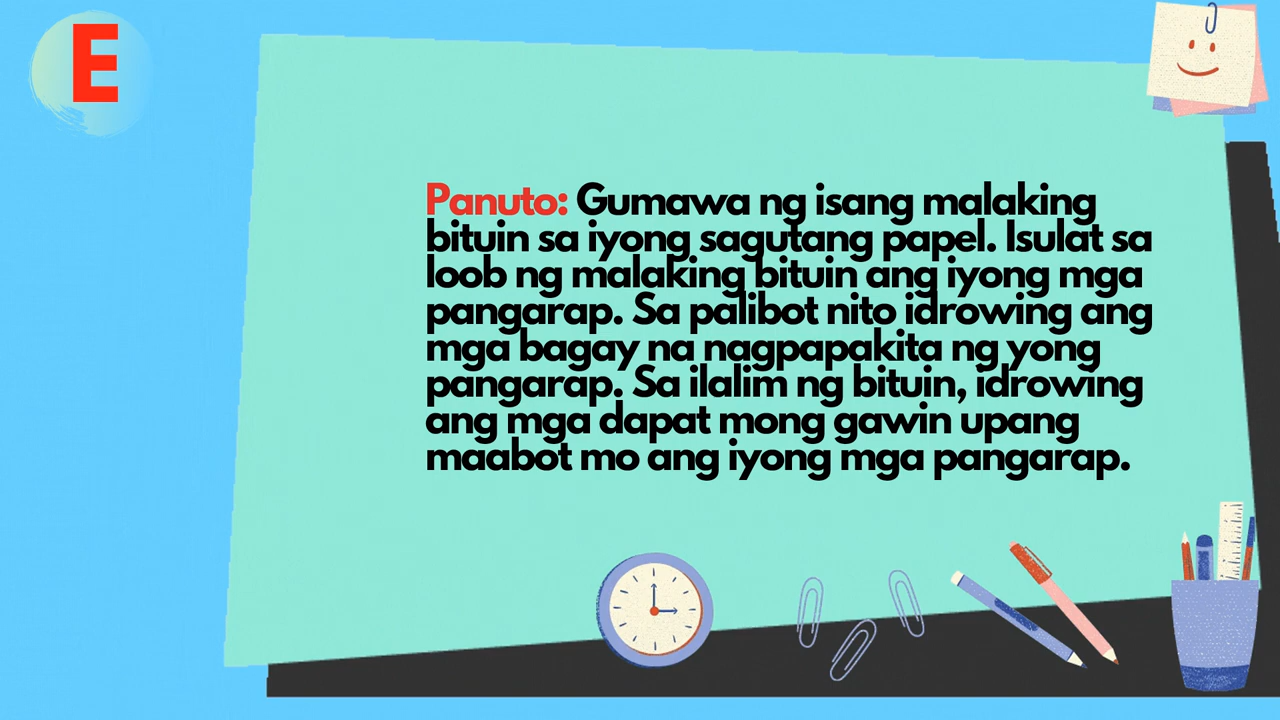 E
Panuto: Gumawa ng isang malaking
bituin sa iyong sagutang papel. Isulat sa
loob ng malaking bituin ang iyong mga
pangarap. Sa palibot nito idrowing ang
mga bagay na nagpapakita ng yong
pangarap. Sa ilalim ng bituin, idrowing
ang mga dapat mong gawin upang
maabot mo ang iyong mga pangarap.